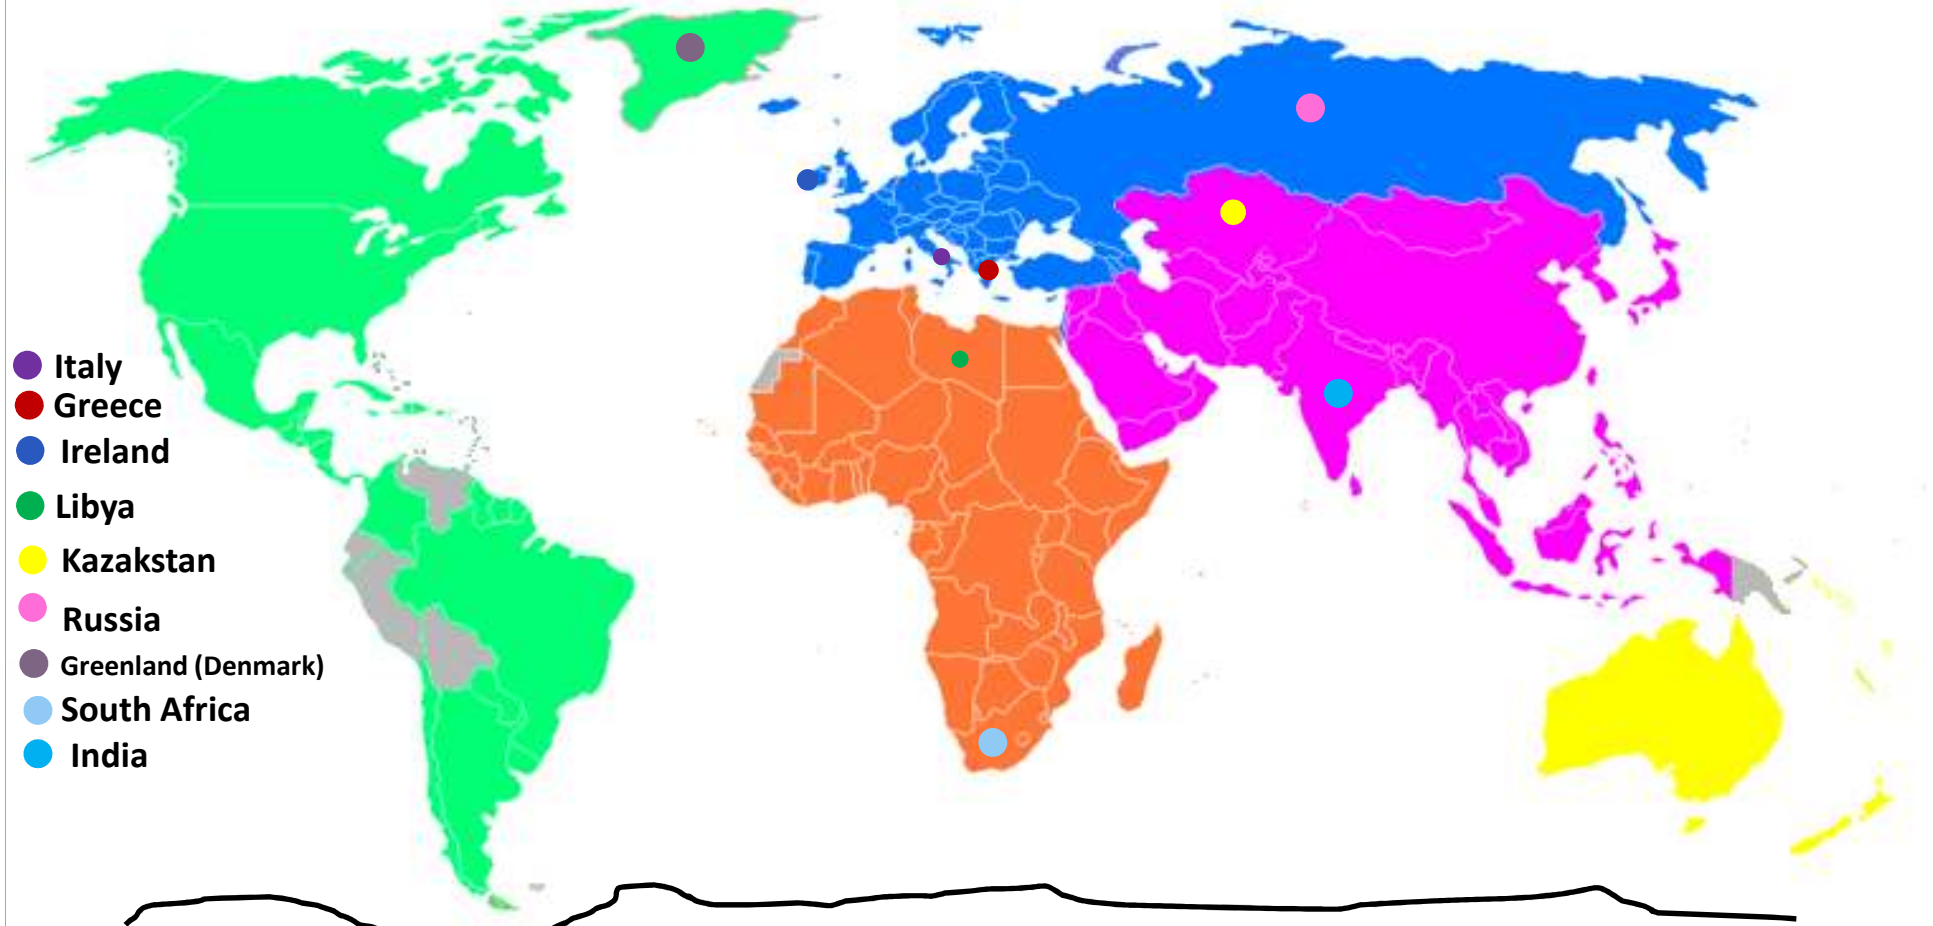 Italy
Greece
Ireland
Libya
Kazakstan
Russia
Greenland (Denmark)
South Africa
India